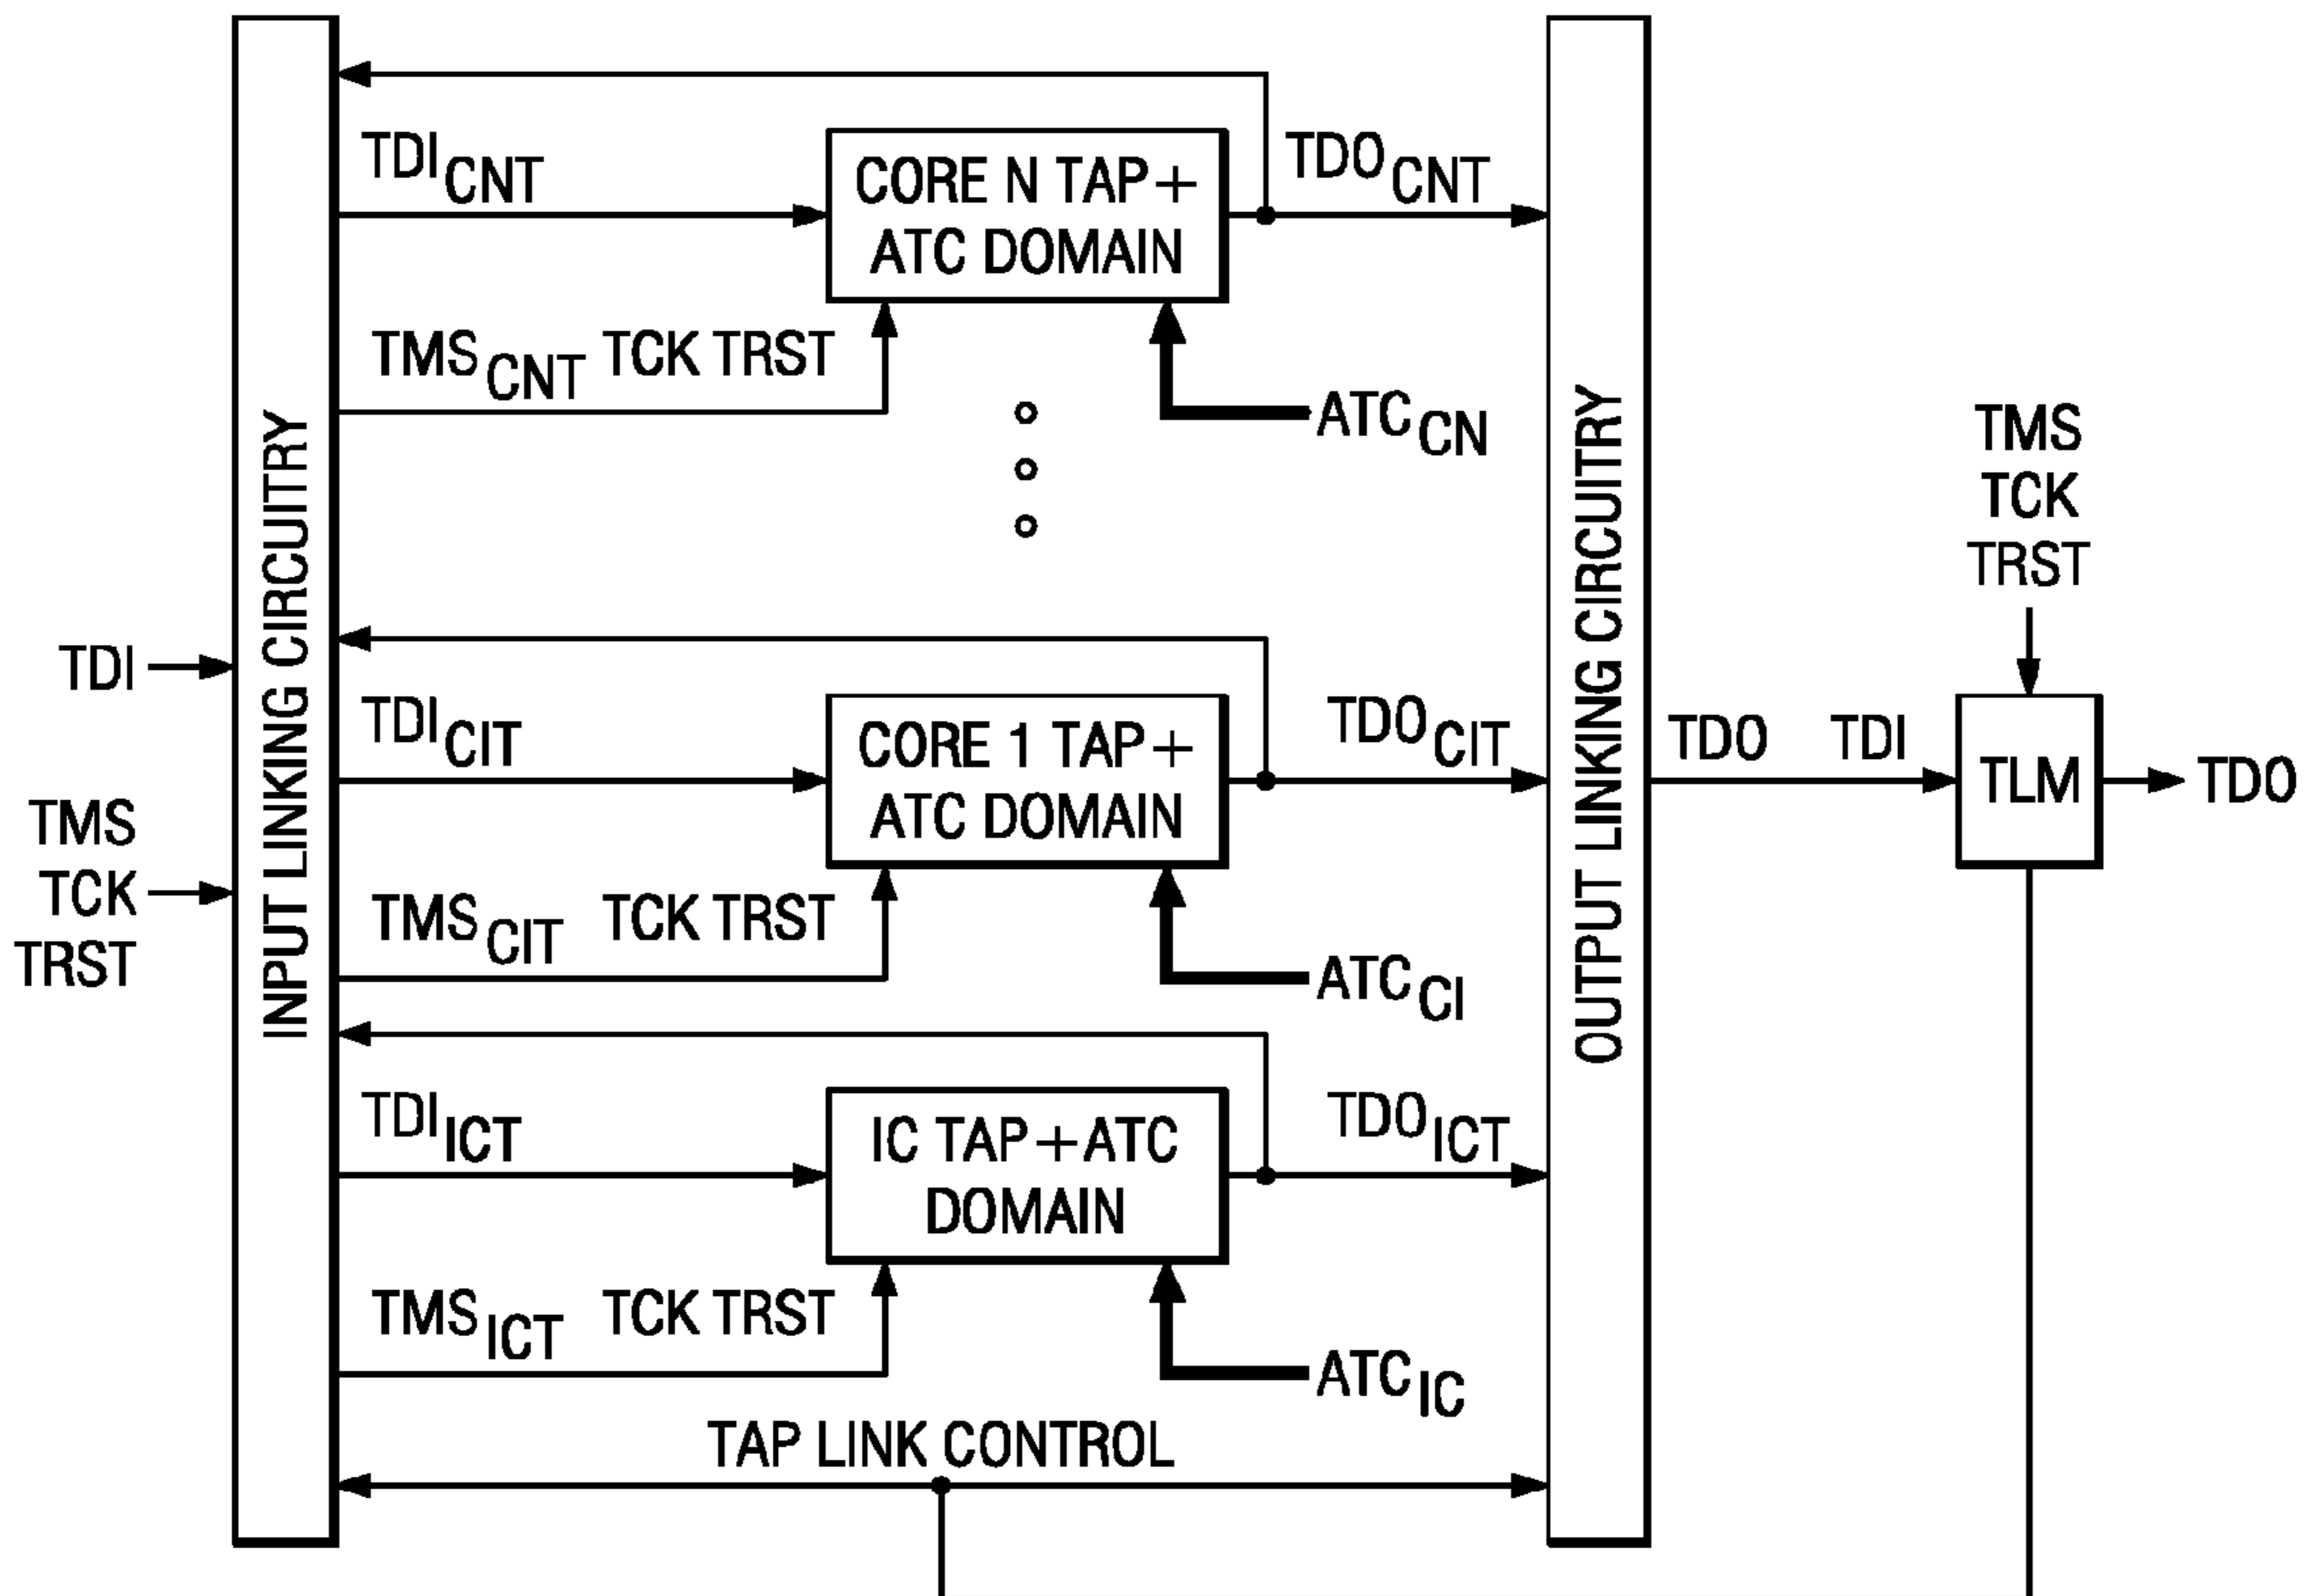 TDI CNT
CORE N TAP+
ATC DOMAIN
TDO CNT
TMS CNT TCK TRST
ATC CN
TMS
TCK
TRST
INPUT LINKING CIRCUITRY
OUTPUT LINKING CIRCUITRY
TDI
TDI CIT
CORE 1 TAP+
ATC DOMAIN
TDO CIT
TDO
TDI
TLM
TDO
TMS
TCK
TRST
TMS CIT TCK TRST
ATC CI
TDI ICT
IC TAP+ATC
DOMAIN
TDO ICT
TMS ICT TCK TRST
ATC IC
TAP LINK CONTROL